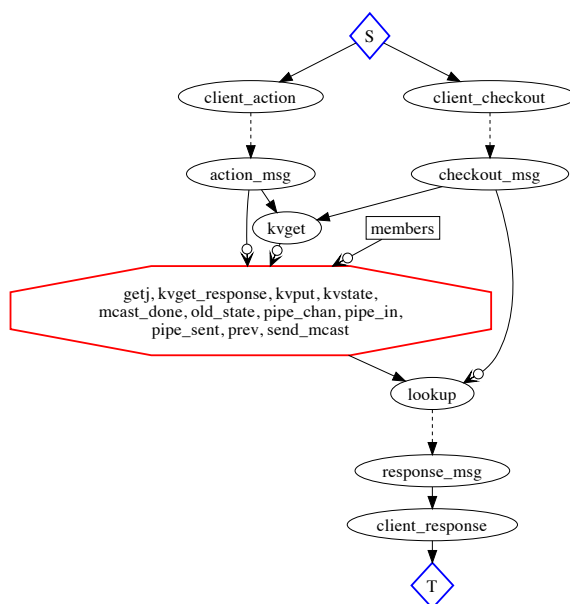 S
client_action
client_checkout
action_msg
checkout_msg
kvget
members
getj, kvget_response, kvput, kvstate,
mcast_done, old_state, pipe_chan, pipe_in,
pipe_sent, prev, send_mcast
lookup
response_msg
client_response
T